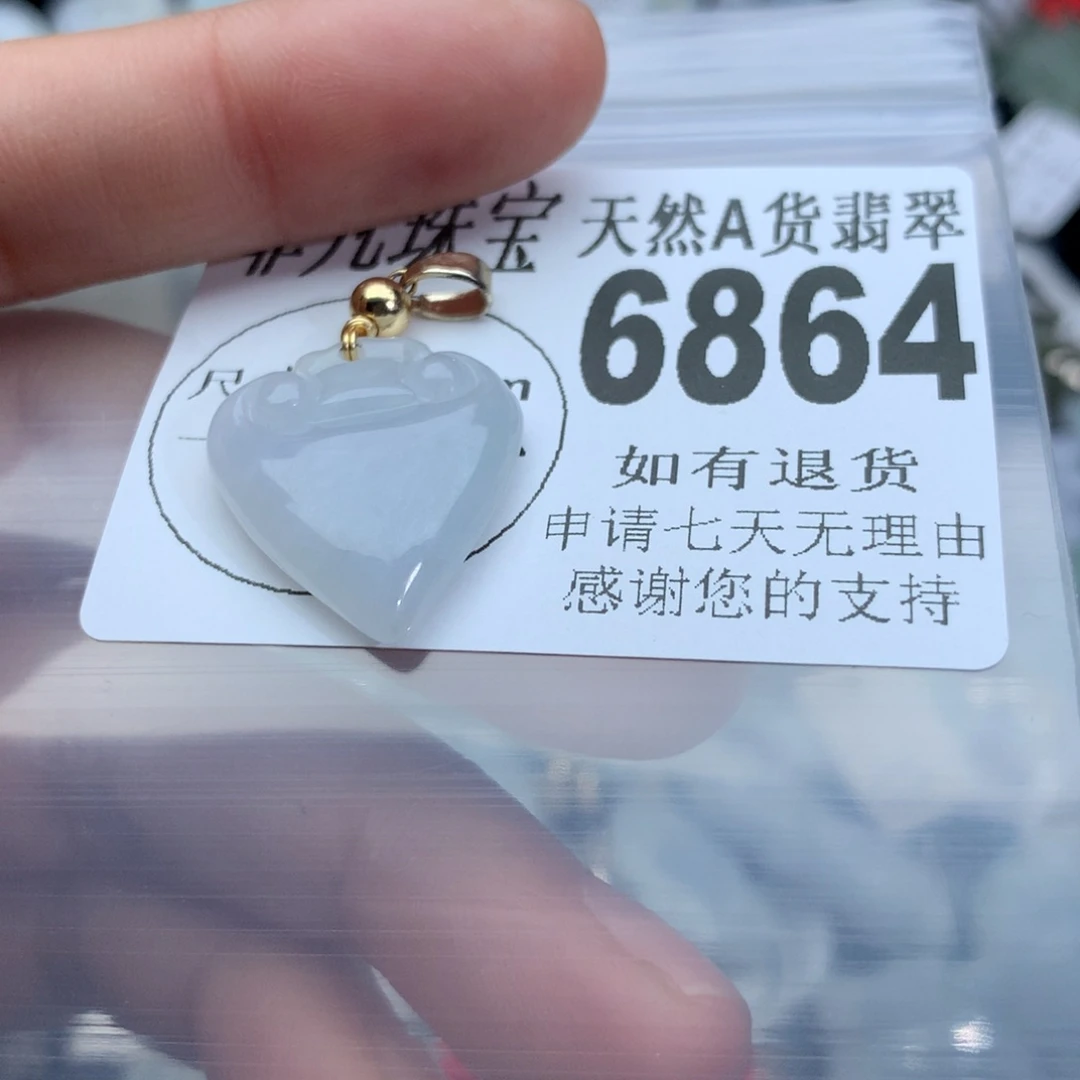 珠宝 天然A货翡翠
6864
尺 m
如有退货
申请七天无理由
感谢您的支持